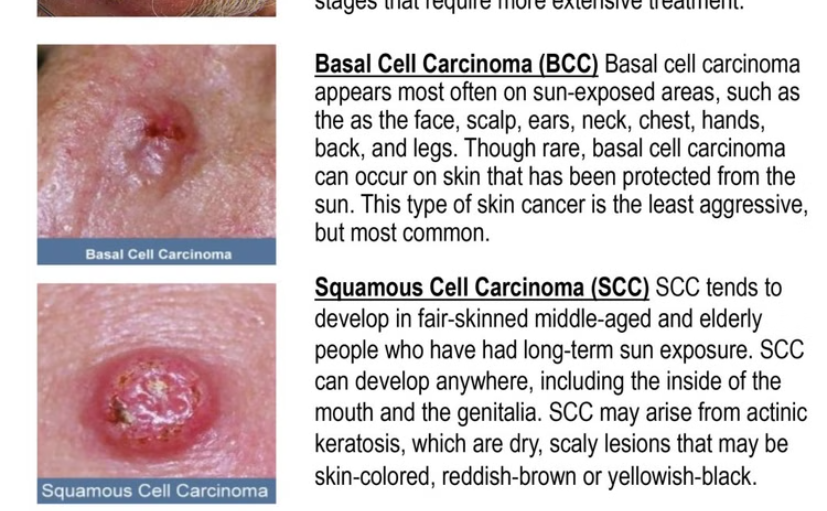 stages that require more extensive treatment.
Basal Cell Carcinoma (BCC) Basal cell carcinoma
appears most often on sun-exposed areas, such as
the as the face, scalp, ears, neck, chest, hands,
back, and legs. Though rare, basal cell carcinoma
can occur on skin that has been protected from the
sun. This type of skin cancer is the least aggressive,
but most common.
Basal Cell Carcinoma
Squamous Cell Carcinoma (SCC) SCC tends to
develop in fair-skinned middle-aged and elderly
people who have had long-term sun exposure. SCC
can develop anywhere, including the inside of the
mouth and the genitalia. SCC may arise from actinic
keratosis, which are dry, scaly lesions that may be
skin-colored, reddish-brown or yellowish-black.
Squamous Cell Carcinoma